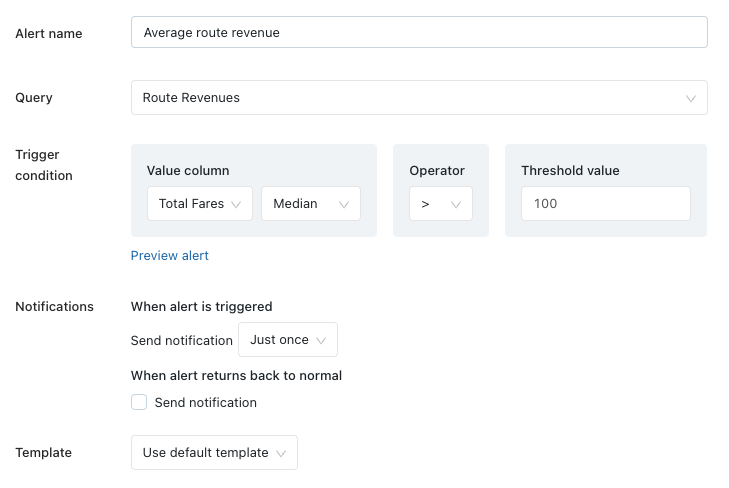 Alert name
Average route revenue
Query
Route Revenues
Trigger
condition
Value column
Operator
Threshold value
Total Fares
Median
>
100
Preview alert
Notifications
When alert is triggered
Send notification
Just once
When alert returns back to normal
Send notification
Template
Use default template